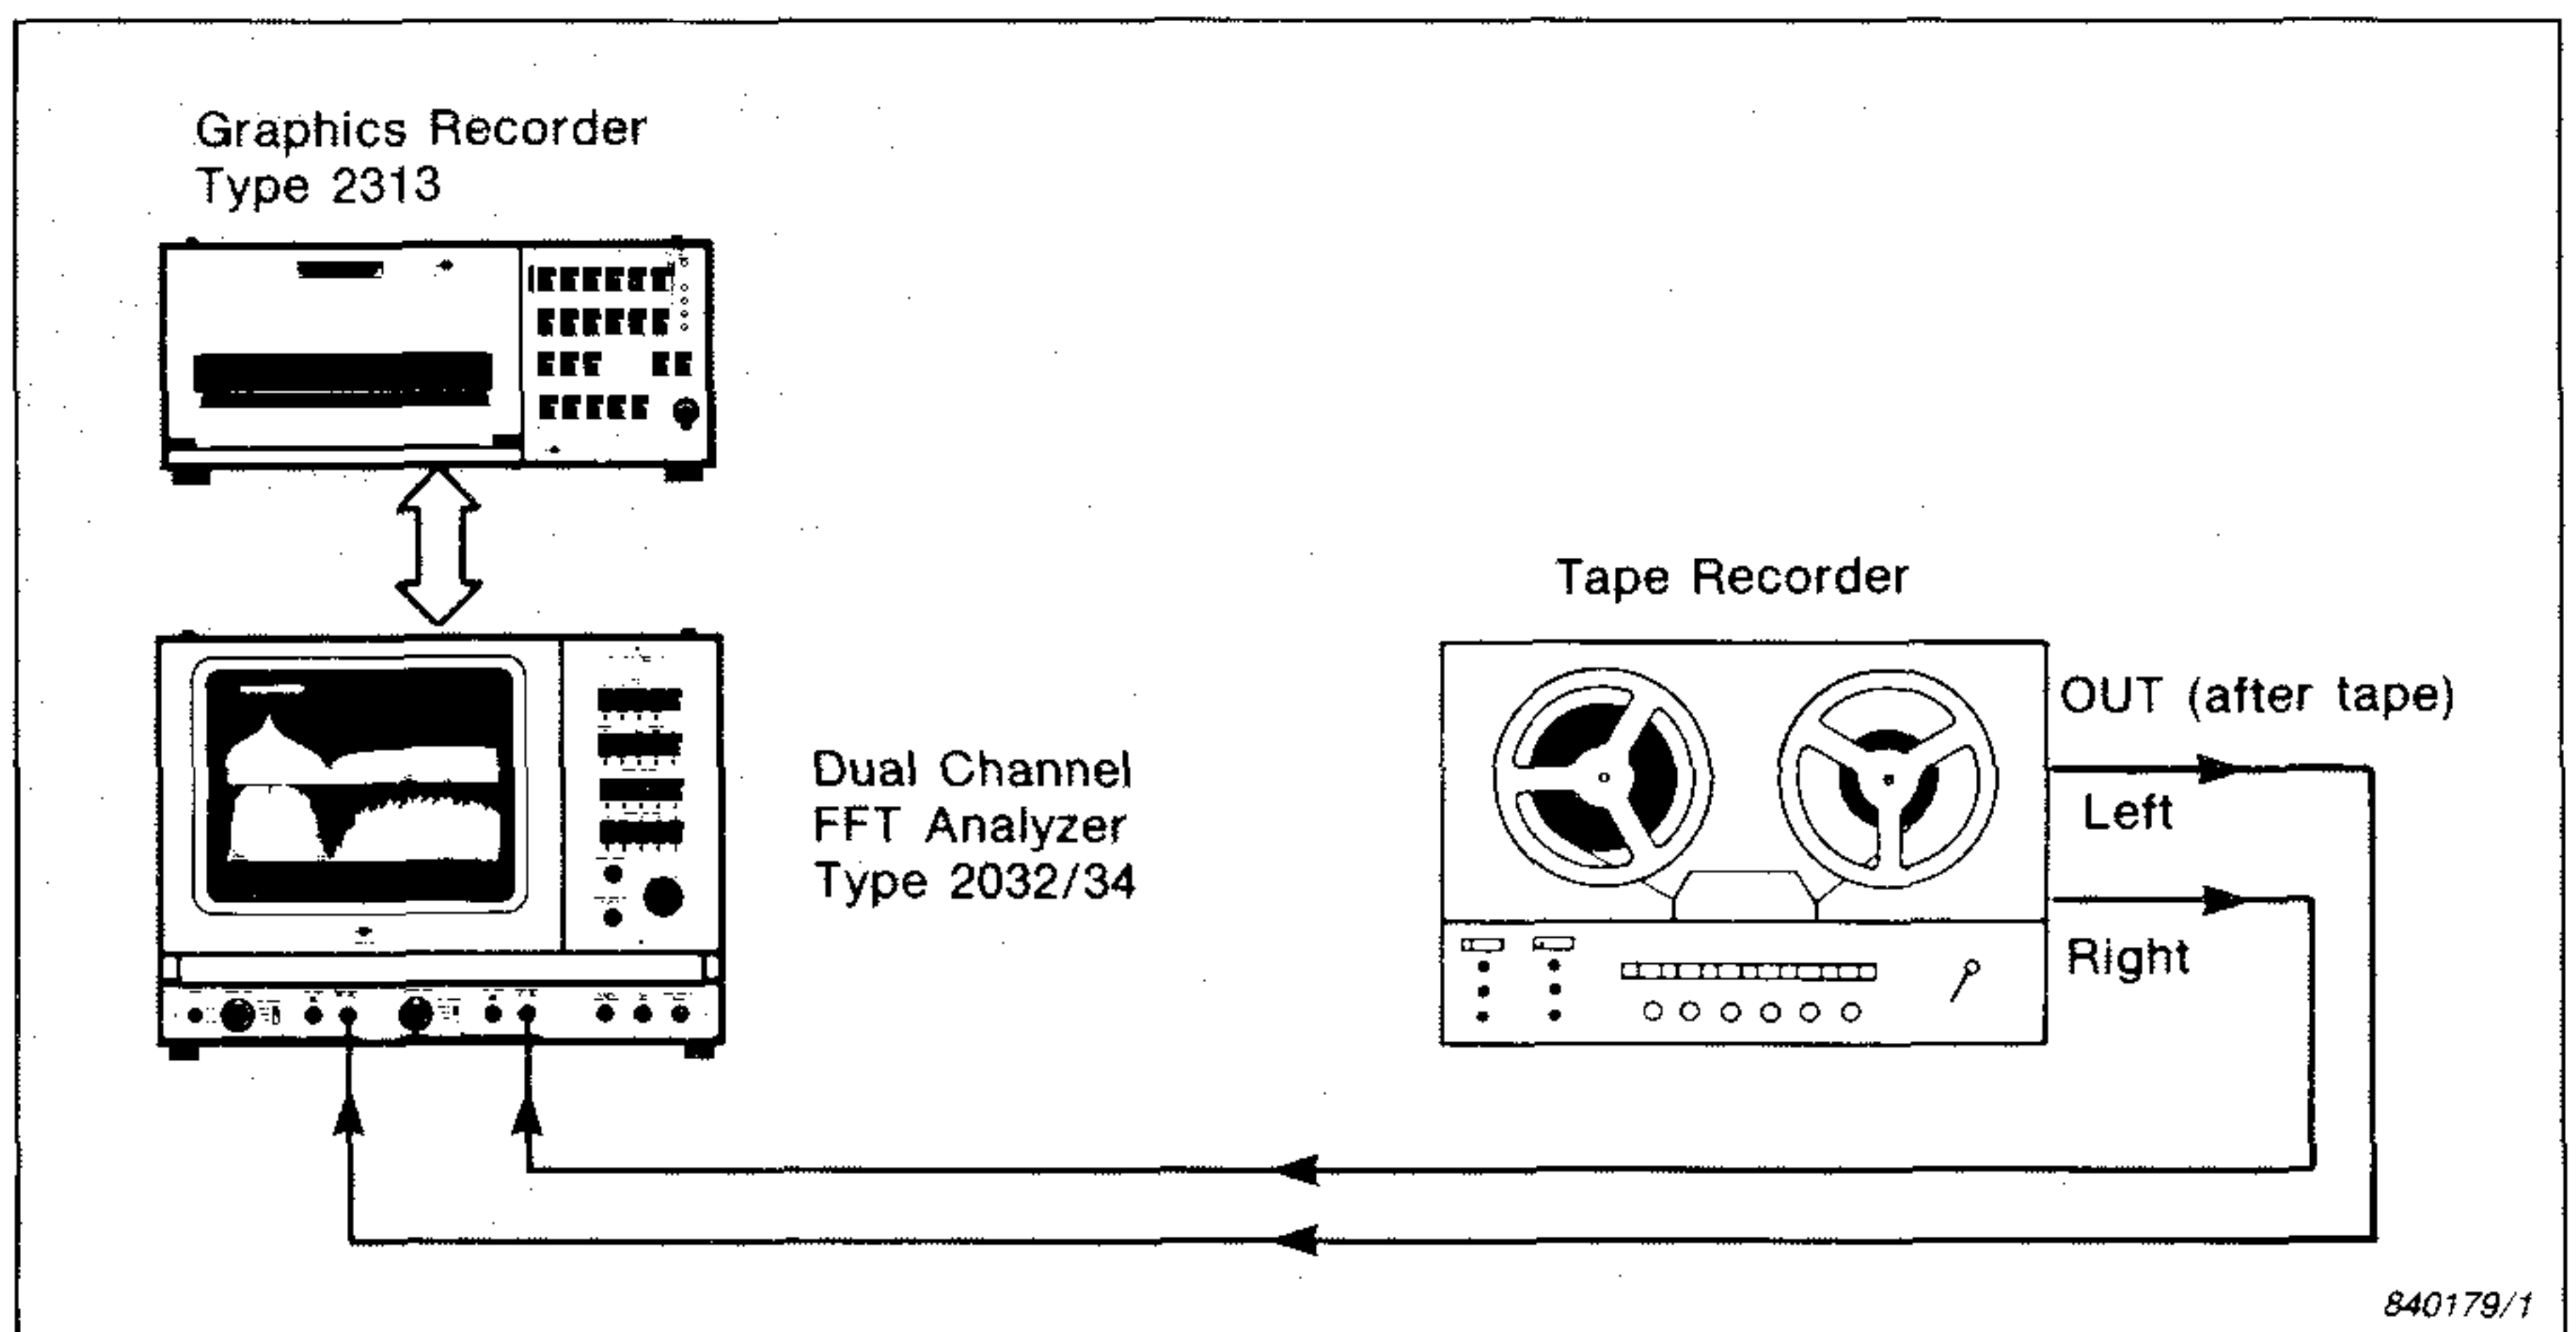 Graphics Recorder
Type 2313
Tape Recorder
OUT (after tape)
Left
Right
Dual Channel
FFT Analyzer
Type 2032/34
840179/1